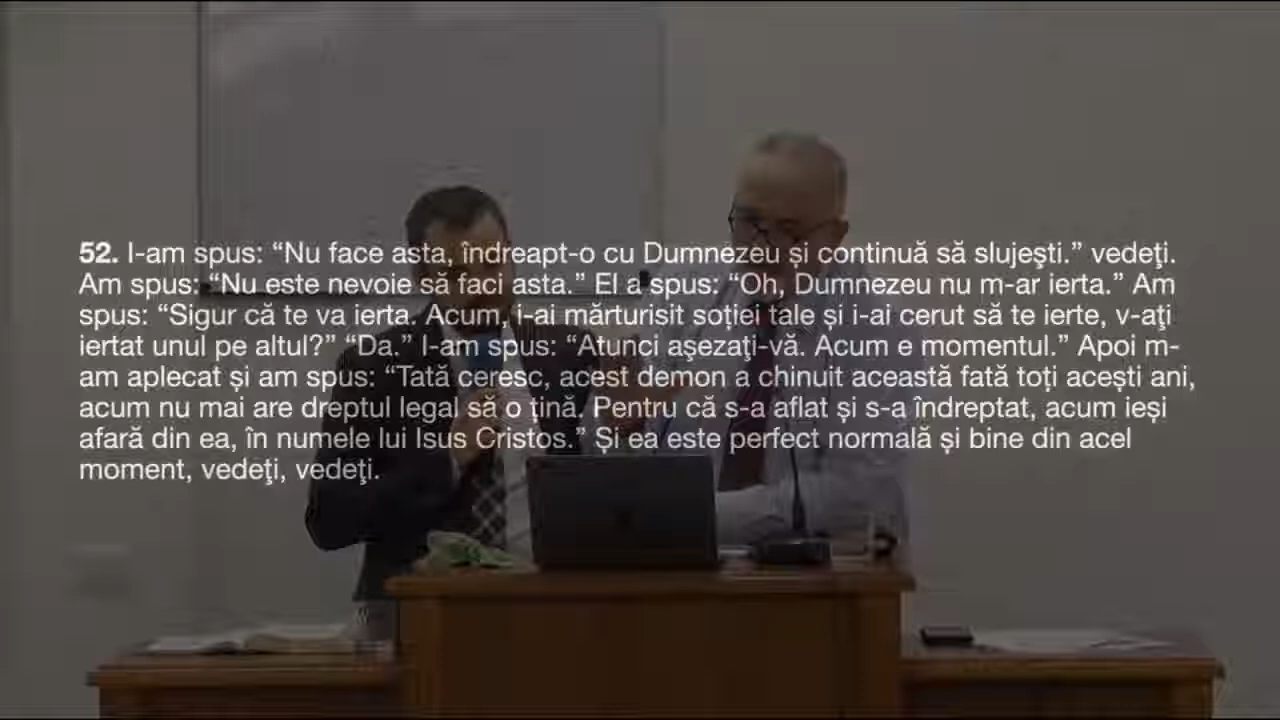 52. I-am spus: “Nu face asta, îndreapt-o cu Dumnezeu și continuă să slujeşti.” vedeţi.
Am spus: “Nu este nevoie să faci asta.” El a spus: “Oh, Dumnezeu nu m-ar ierta.” Am
spus: “Sigur că te va ierta. Acum, i-ai mărturisit soției tale și i-ai cerut să te ierte, v-aţi
iertat unul pe altul?” “Da.” I-am spus: “Atunci aşezaţi-vă. Acum e momentul.” Apoi m-
am aplecat și am spus: “Tată ceresc, acest demon a chinuit această fată toți acești ani,
acum nu mai are dreptul legal să o țină. Pentru că s-a aflat și s-a îndreptat, acum ieși
afară din ea, în numele lui Isus Cristos.” Și ea este perfect normală și bine din acel
moment, vedeţi, vedeţi.